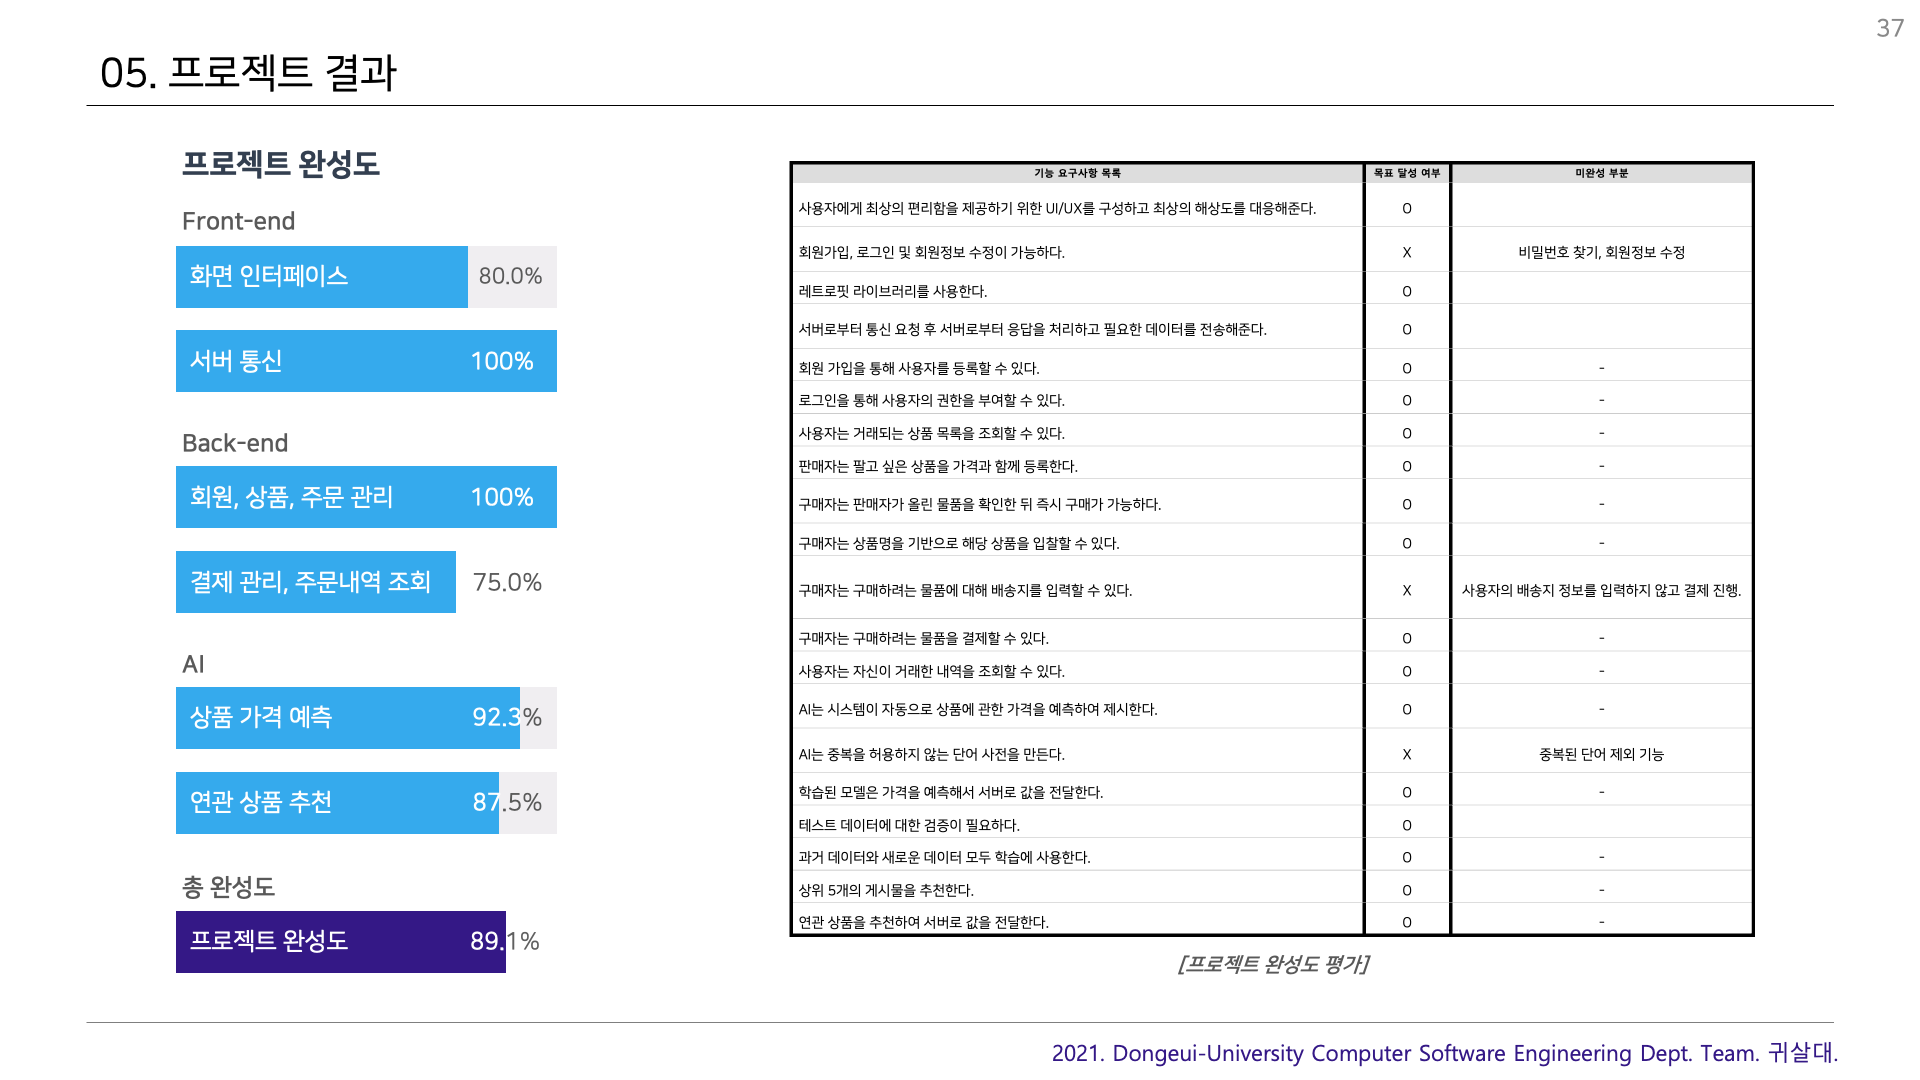 37
05. 프로젝트 결과
프로젝트 완성도
Front-end
화면 인터페이스 80.0%
서버 통신 100%
Back-end
회원, 상품, 주문 관리 100%
결제 관리, 주문내역 조회 75.0%
AI
상품 가격 예측 92.3%
연관 상품 추천 87.5%
총 완성도
프로젝트 완성도 89.1%
기능 요구사항 목록 목표 달성 여부 미완성 부분
사용자에게 최상의 편리함을 제공하기 위한 UI/UX를 구성하고 최상의 해상도를 대응해준다. O
회원가입, 로그인 및 회원정보 수정이 가능하다. X 비밀번호 찾기, 회원정보 수정
레트로핏 라이브러리를 사용한다. O
서버로부터 통신 요청 후 서버로부터 응답을 처리하고 필요한 데이터를 전송해준다. O
회원 가입을 통해 사용자를 등록할 수 있다. O -
로그인을 통해 사용자의 권한을 부여할 수 있다. O -
사용자는 거래되는 상품 목록을 조회할 수 있다. O -
판매자는 팔고 싶은 상품을 가격과 함께 등록한다. O -
구매자는 판매자가 올린 물품을 확인한 뒤 즉시 구매가 가능하다. O -
구매자는 상품명을 기반으로 해당 상품을 입찰할 수 있다. O -
구매자는 구매하려는 물품에 대해 배송지를 입력할 수 있다. X 사용자의 배송지 정보를 입력하지 않고 결제 진행.
구매자는 구매하려는 물품을 결제할 수 있다. O -
사용자는 자신이 거래한 내역을 조회할 수 있다. O -
AI는 시스템이 자동으로 상품에 관한 가격을 예측하여 제시한다. O -
AI는 중복을 허용하지 않는 단어 사전을 만든다. X 중복된 단어 제외 기능
학습된 모델은 가격을 예측해서 서버로 값을 전달한다. O -
테스트 데이터에 대한 검증이 필요하다. O
과거 데이터와 새로운 데이터 모두 학습에 사용한다. O -
상위 5개의 게시물을 추천한다. O -
연관 상품을 추천하여 서버로 값을 전달한다. O -
[프로젝트 완성도 평가]
2021. Dongeui-University Computer Software Engineering Dept. Team. 귀살대.